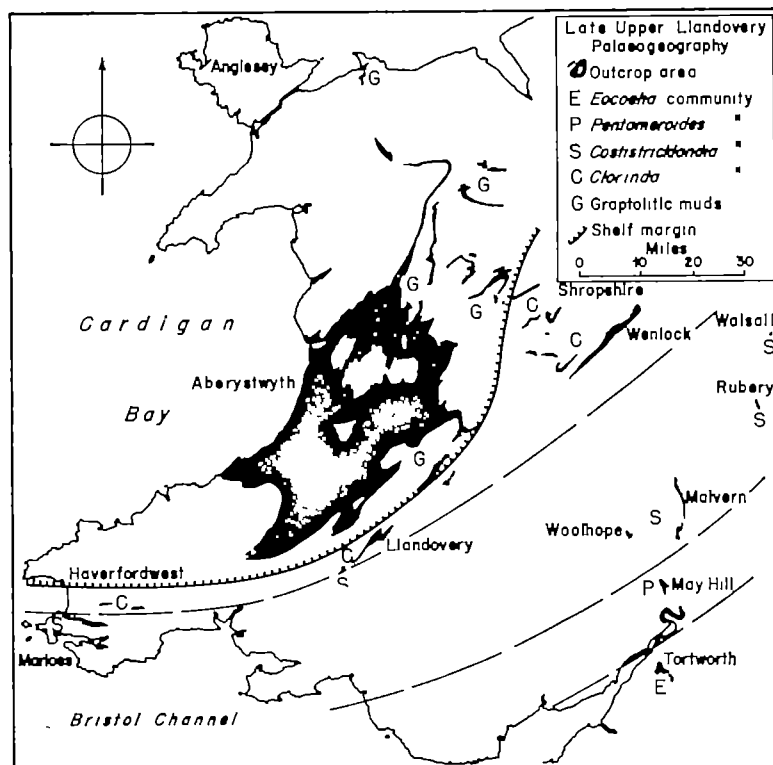 Late Upper Llandovery
Palaeogeography
Outcrop area
E Eocoelia community
P Pentameroides "
S Costistricklandia "
C Clorinda "
G Graptolitic muds
Shelf margin
Miles
0 10 20 30
Anglesey
G
G
G
G
Shropshire
C
Walsall
S
Wenlock
C
Cardigan
Aberystwyth
Rubery
S
Bay
G
Malvern
Woolhope
S
Llandovery
C
S
Haverfordwest
C
P May Hill
S
Marloes
Tortworth
E
Bristol Channel